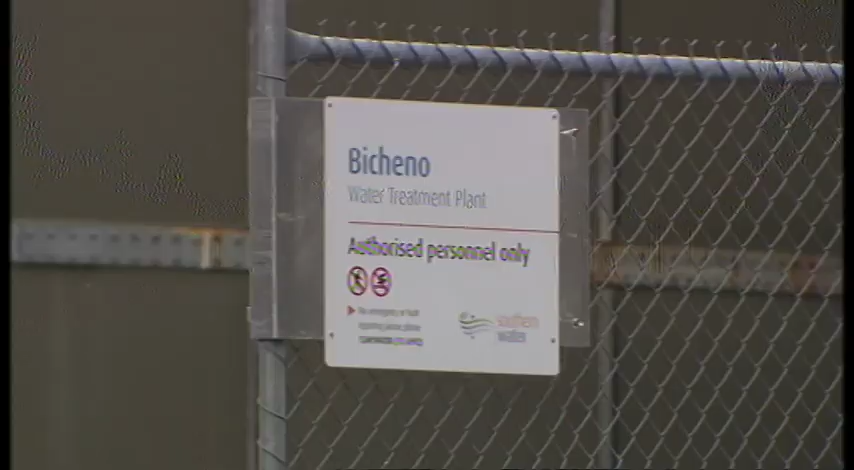 Bicheno
Water Treatment Plant
Authorised personnel only
southern
water